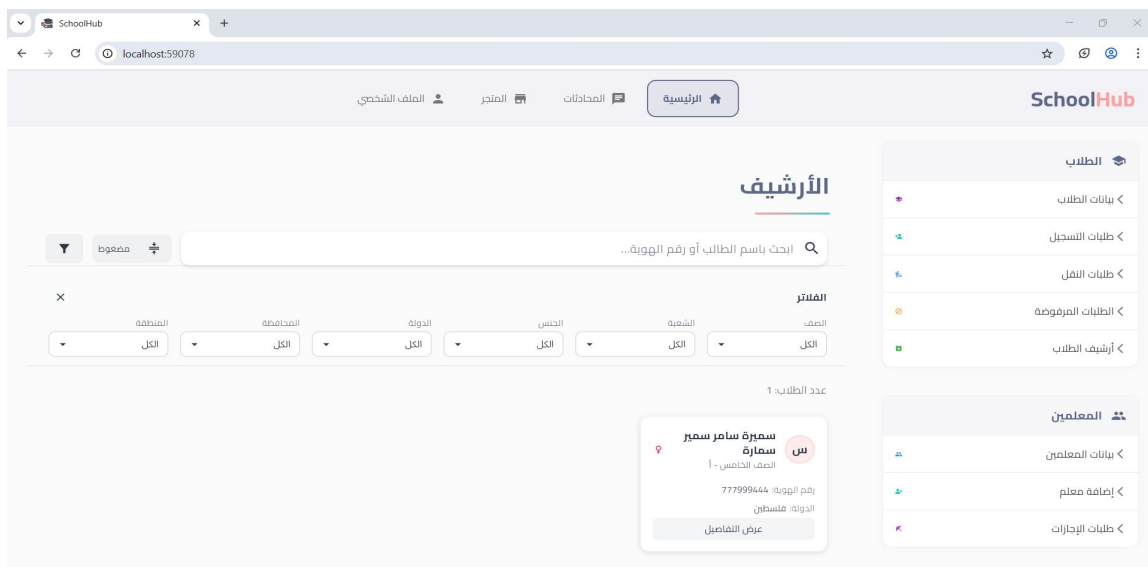 SchoolHub
localhost:59078
SchoolHub
الرئيسية
المحادثات
المتجر
الملف الشخصي
الطلاب
بيانات الطلاب
طلبات التسجيل
طلبات النقل
الطلبات المرفوضة
أرشيف الطلاب
المعلمين
بيانات المعلمين
إضافة معلم
طلبات الإجازات
الأرشيف
ابحث باسم الطالب أو رقم الهوية...
مضغوط
الفلاتر
الصف الشعبة الجنس الدولة المحافظة المنطقة
الكل الكل الكل الكل الكل الكل
عدد الطلاب: 1
س
سميرة سامر سمير
سمارة
الصف الخامس - أ
رقم الهوية: 777999444
الدولة: فلسطين
عرض التفاصيل